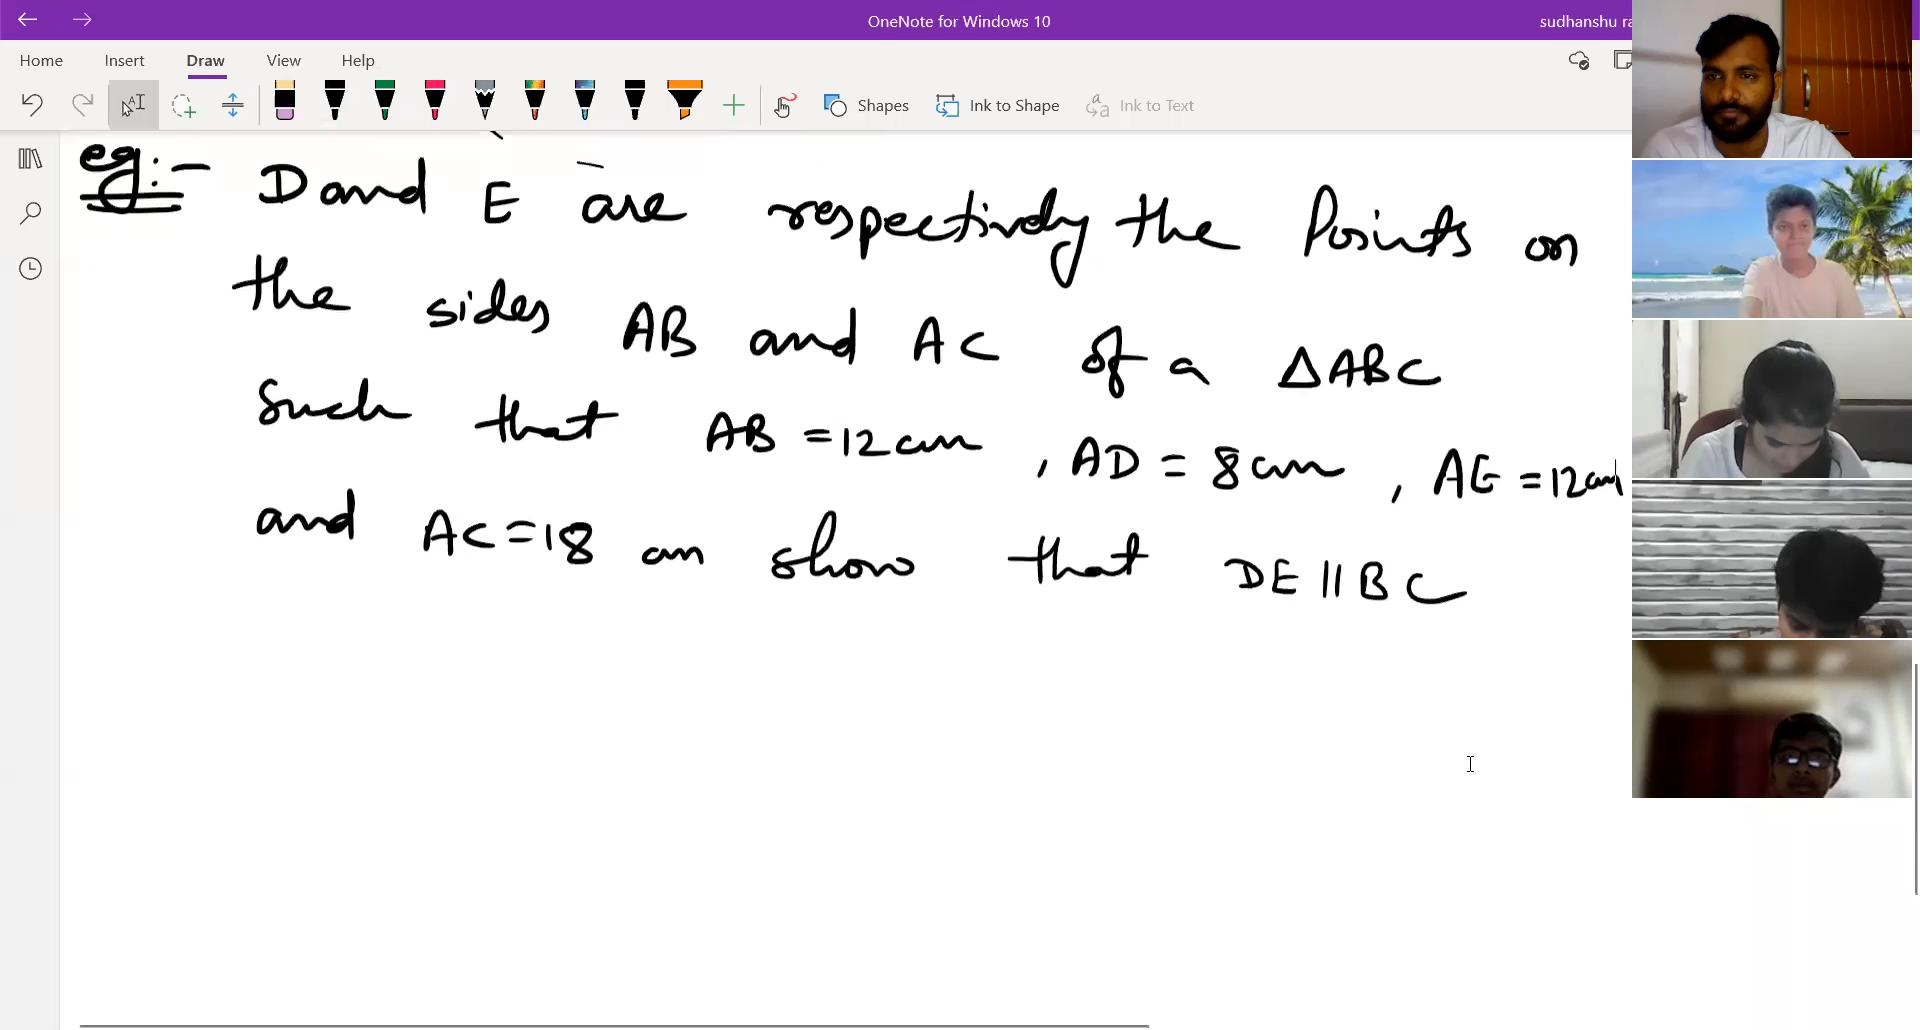 OneNote for Windows 10
sudhanshu ra
Home Insert Draw View Help
Shapes Ink to Shape Ink to Text
eg:- D and E are respectively the Points on
the sides AB and AC of a ΔABC
such that AB = 12cm , AD = 8cm , AE = 12cm
and AC = 18 cm show that DE || BC